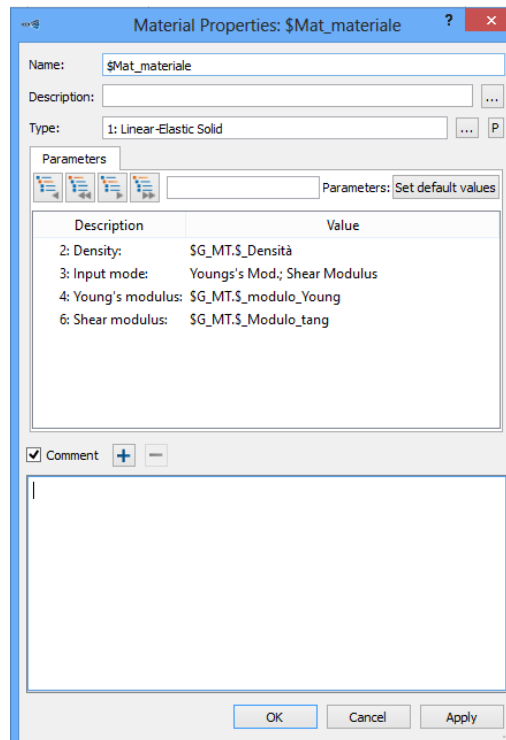 Material Properties: $Mat_materiale ? ×
Name: $Mat_materiale
Description: ...
Type: 1: Linear-Elastic Solid ... P
Parameters
Parameters: Set default values
Description Value
2: Density: $G_MT.$_Densità
3: Input mode: Youngs's Mod.; Shear Modulus
4: Young's modulus: $G_MT.$_modulo_Young
6: Shear modulus: $G_MT.$_Modulo_tang
Comment
OK Cancel Apply